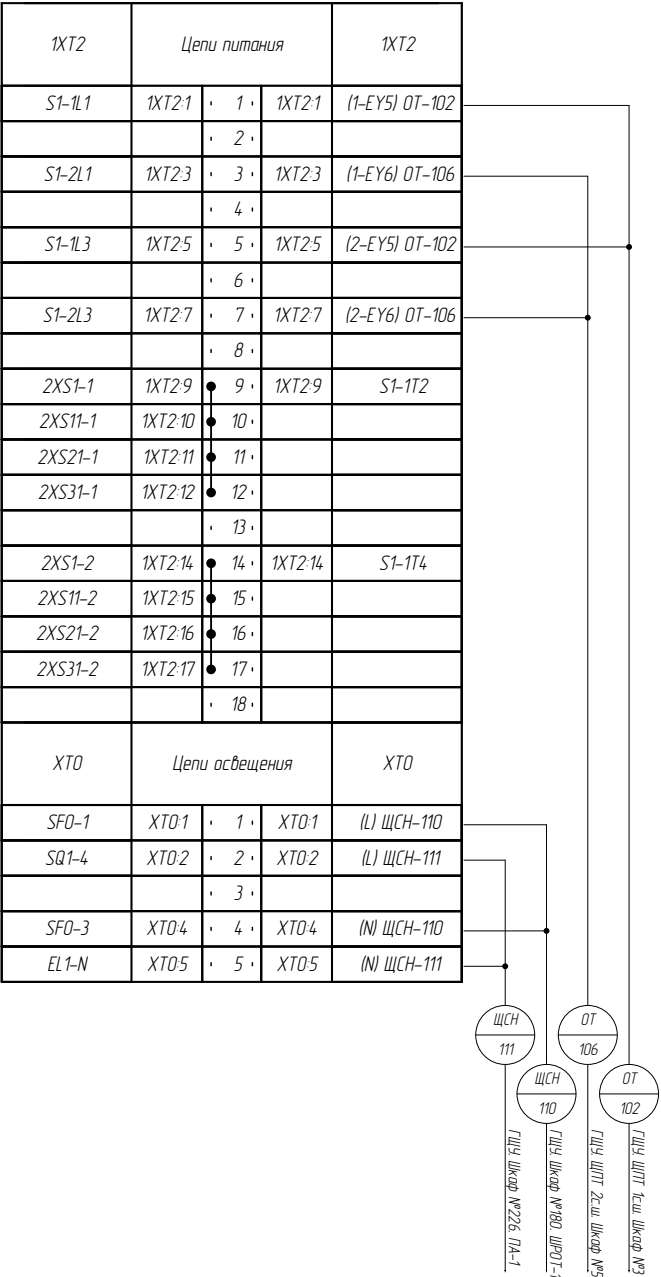 1XT2 Цепи питания 1XT2
S1-1L1 1XT2:1 1 1XT2:1 (1-EY5) ОТ-102
2
S1-2L1 1XT2:3 3 1XT2:3 (1-EY6) ОТ-106
4
S1-1L3 1XT2:5 5 1XT2:5 (2-EY5) ОТ-102
6
S1-2L3 1XT2:7 7 1XT2:7 (2-EY6) ОТ-106
8
2XS1-1 1XT2:9 9 1XT2:9 S1-1T2
2XS11-1 1XT2:10 10
2XS21-1 1XT2:11 11
2XS31-1 1XT2:12 12
13
2XS1-2 1XT2:14 14 1XT2:14 S1-1T4
2XS11-2 1XT2:15 15
2XS21-2 1XT2:16 16
2XS31-2 1XT2:17 17
18
XT0 Цепи освещения XT0
SF0-1 XT0:1 1 XT0:1 (L) ЩСН-110
SQ1-4 XT0:2 2 XT0:2 (L) ЩСН-111
3
SF0-3 XT0:4 4 XT0:4 (N) ЩСН-110
EL1-N XT0:5 5 XT0:5 (N) ЩСН-111
ЩСН
111
ОТ
106
ЩСН
110
ОТ
102
ГЩУ. Шкаф №226. ПА-1
ГЩУ. Шкаф №180. ШРОТ-1
ГЩУ. ЩПТ 2с.ш. Шкаф №5
ГЩУ. ЩПТ 1с.ш. Шкаф №3